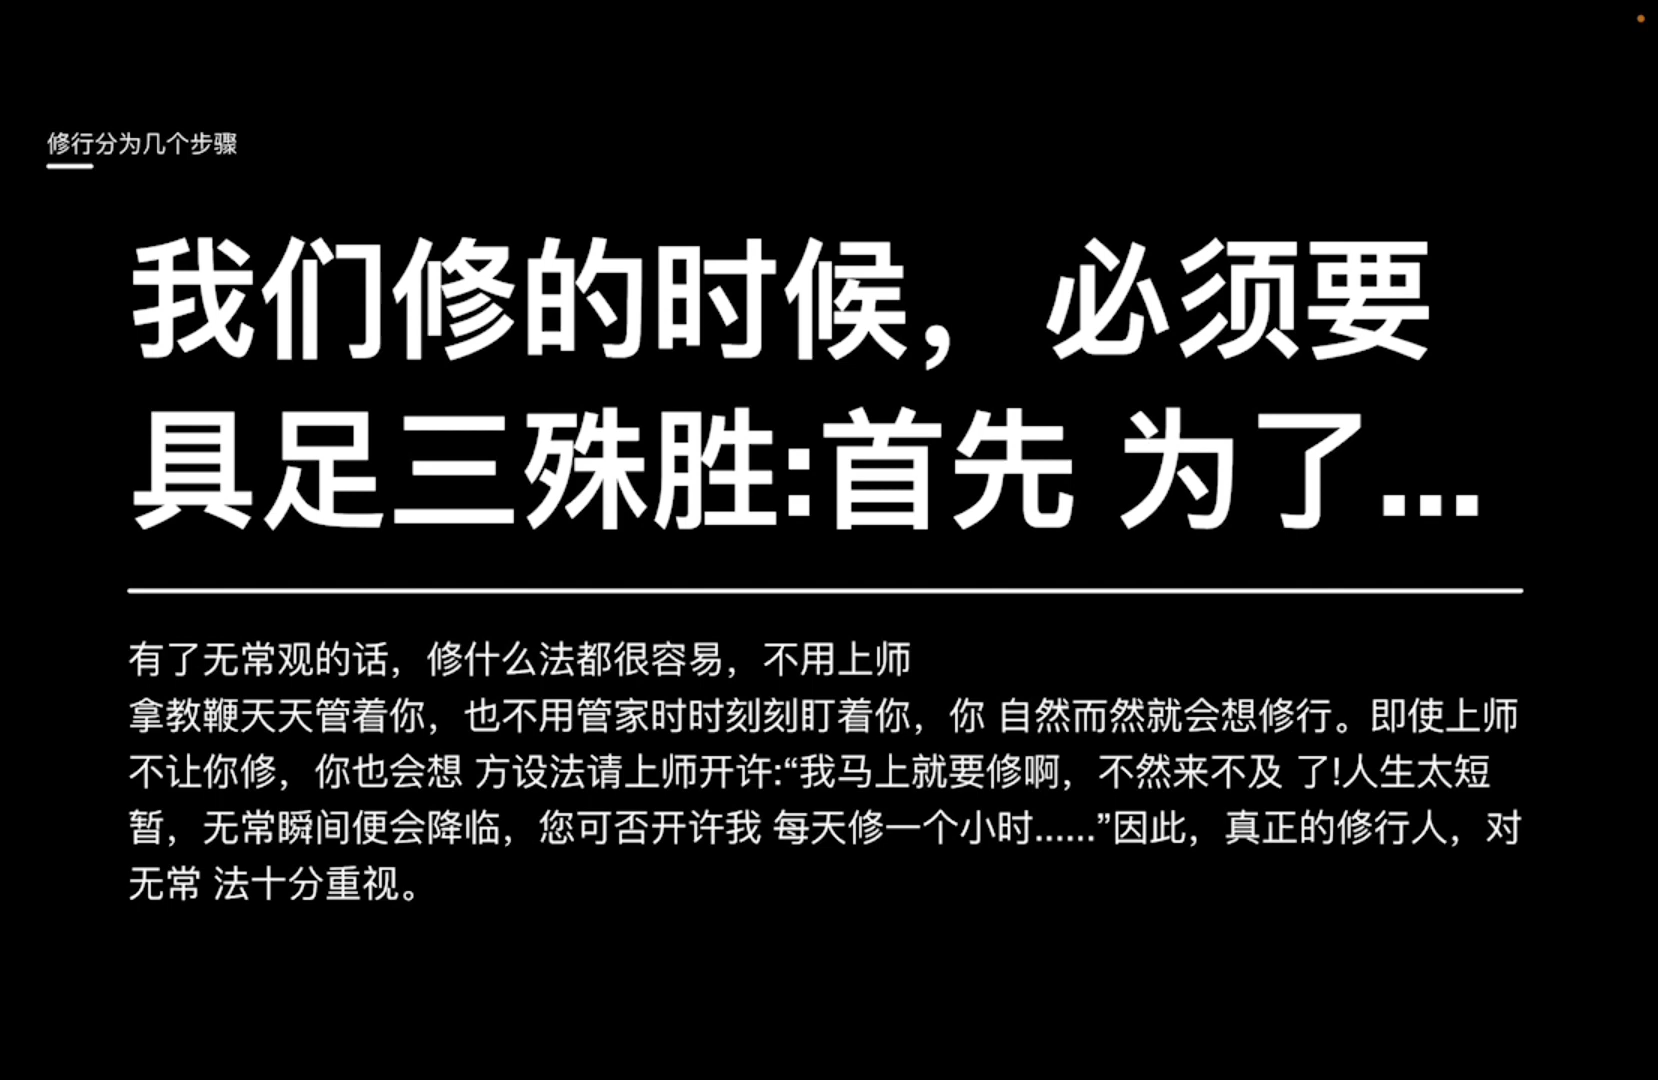 修行分为几个步骤
我们修的时候，必须要
具足三殊胜:首先 为了...
有了无常观的话，修什么法都很容易，不用上师
拿教鞭天天管着你，也不用管家时时刻刻盯着你，你 自然而然就会想修行。即使上师
不让你修，你也会想 方设法请上师开许:“我马上就要修啊，不然来不及 了!人生太短
暂，无常瞬间便会降临，您可否开许我 每天修一个小时......”因此，真正的修行人，对
无常 法十分重视。